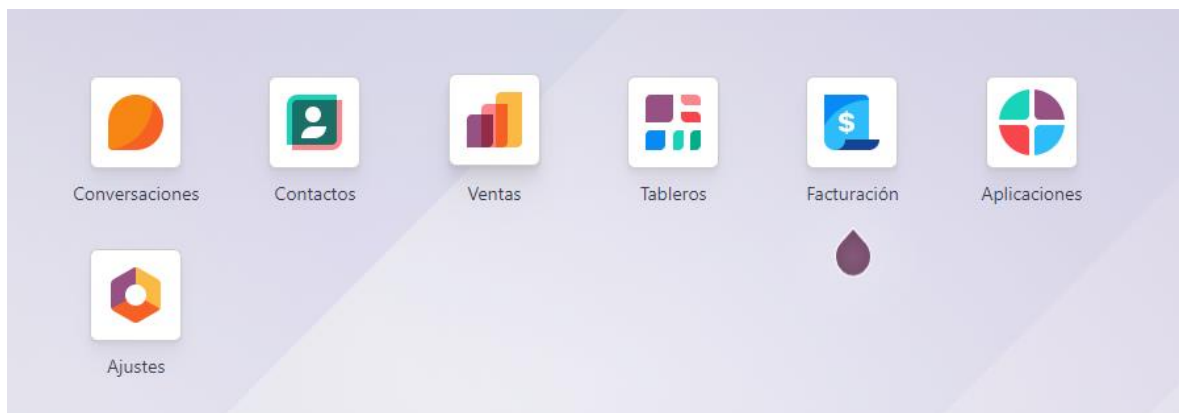 $
Conversaciones
Contactos
Ventas
Tableros
Facturación
Aplicaciones
Ajustes